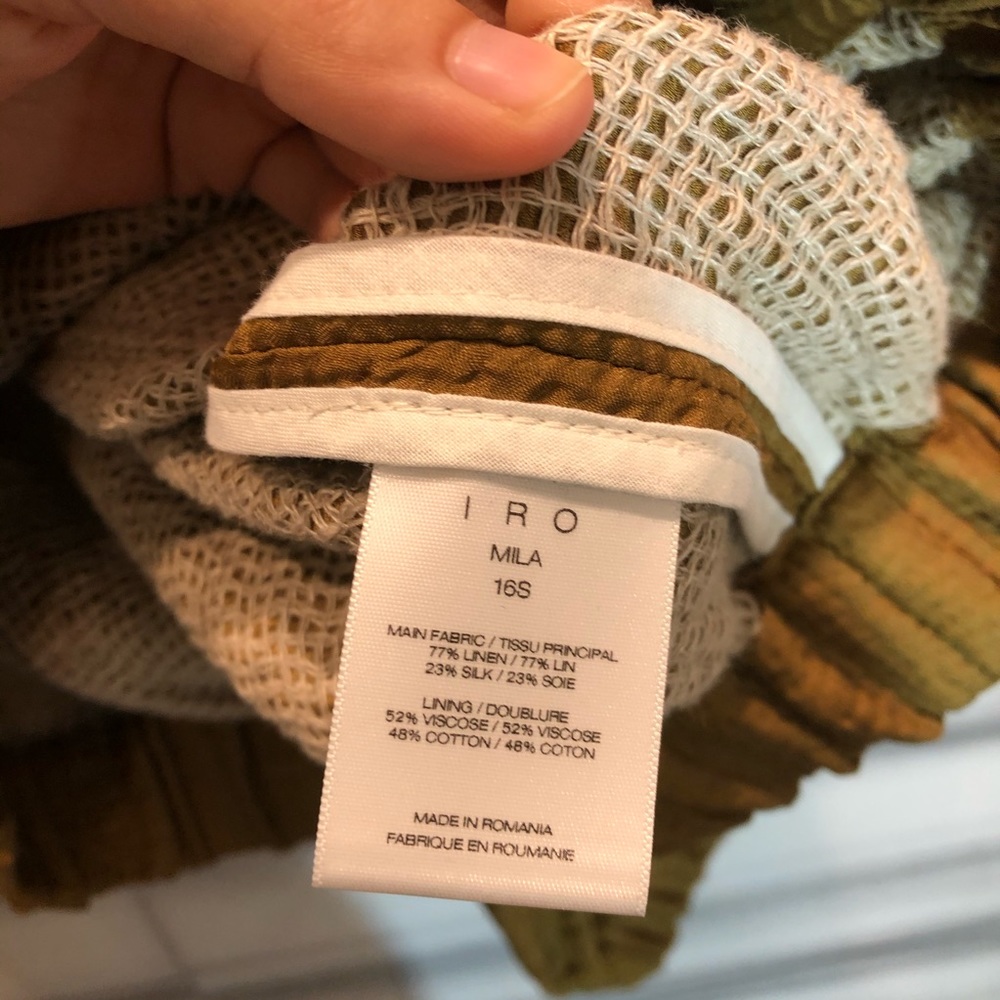 IRO
MILA
16S
MAIN FABRIC / TISSU PRINCIPAL
77% LINEN / 77% LIN
23% SILK / 23% SOIE
LINING / DOUBLURE
52% VISCOSE / 52% VISCOSE
48% COTTON / 48% COTON
MADE IN ROMANIA
FABRIQUE EN ROUMANIE